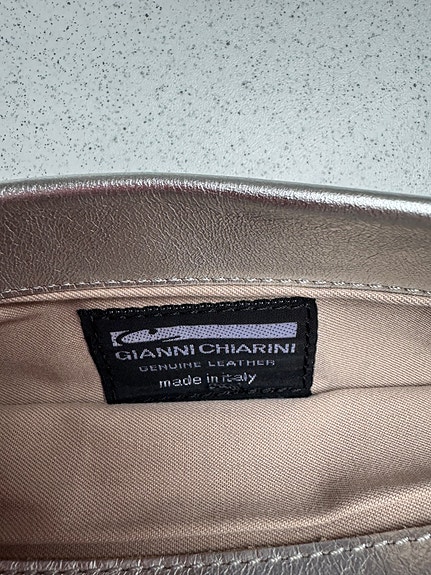 GIANNI CHIARINI
GENUINE LEATHER
made in italy